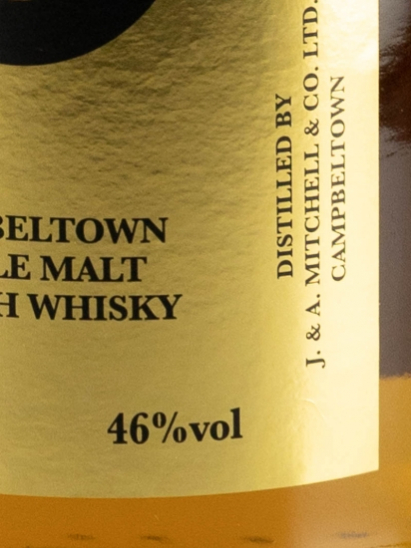 BELTOWN
LE MALT
H WHISKY
46%vol
DISTILLED BY
J. & A. MITCHELL & CO. LTD.
CAMPBELTOWN